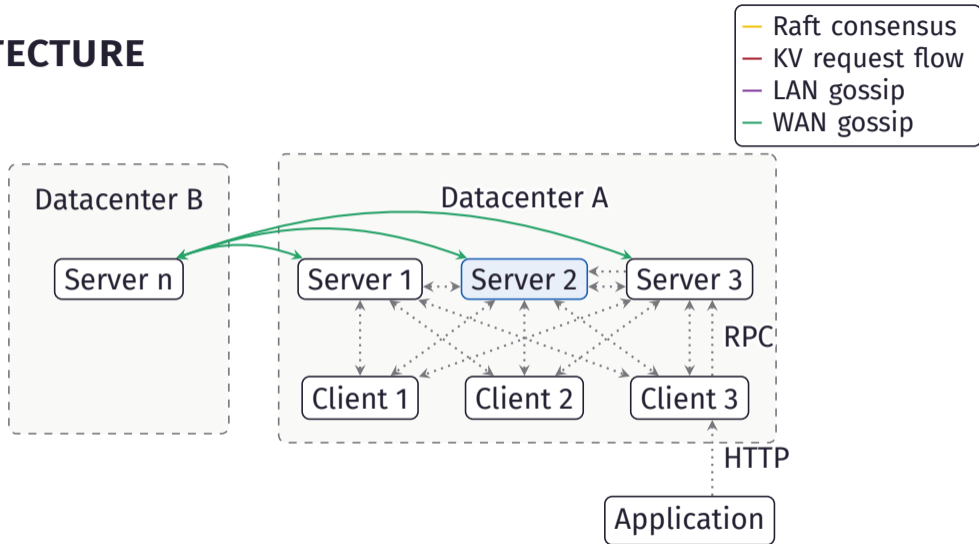 TECTURE
Raft consensus
KV request flow
LAN gossip
WAN gossip
Datacenter B
Datacenter A
Server n
Server 1
Server 2
Server 3
RPC
Client 1
Client 2
Client 3
HTTP
Application